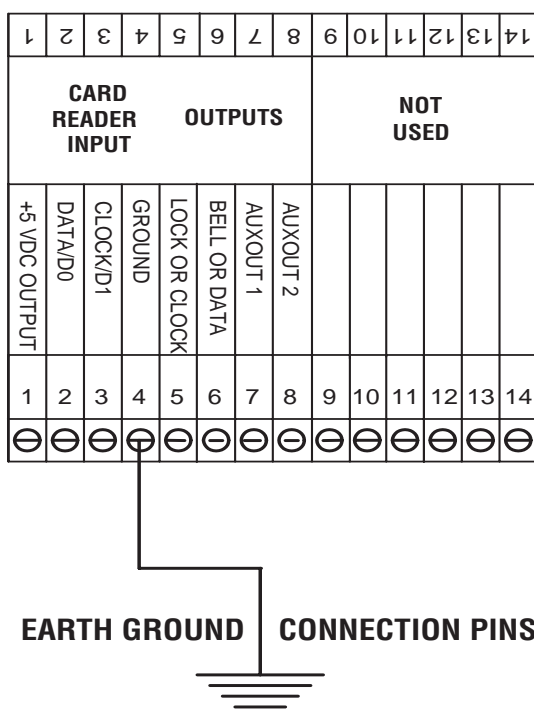 1 2 3 4 5 6 7 8 9 10 11 12 13 14
CARD
READER
INPUT
OUTPUTS
NOT
USED
+5 VDC OUTPUT
DATA/D0
CLOCK/D1
GROUND
LOCK OR CLOCK
BELL OR DATA
AUXOUT 1
AUXOUT 2
1 2 3 4 5 6 7 8 9 10 11 12 13 14
EARTH GROUND CONNECTION PINS